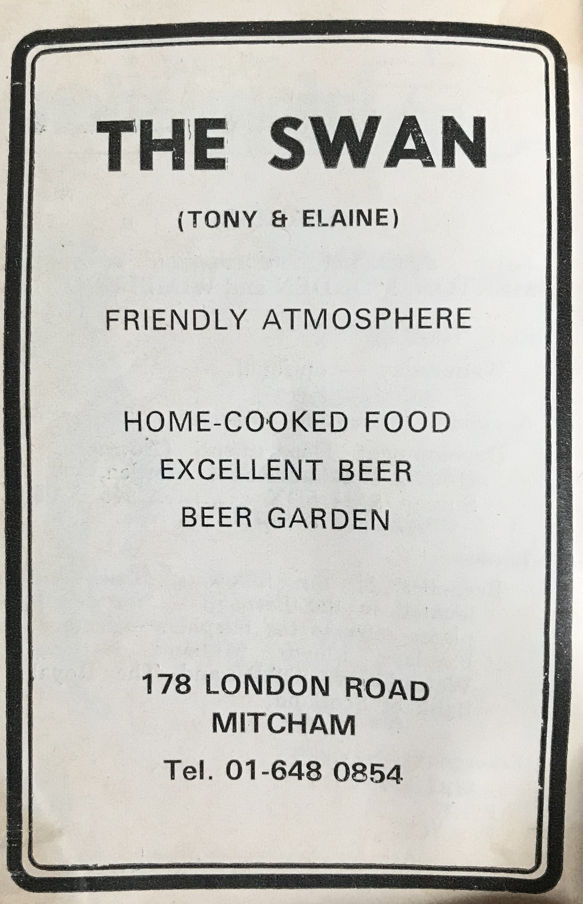 THE SWAN
(TONY & ELAINE)
FRIENDLY ATMOSPHERE
HOME-COOKED FOOD
EXCELLENT BEER
BEER GARDEN
178 LONDON ROAD
MITCHAM
Tel. 01-648 0854